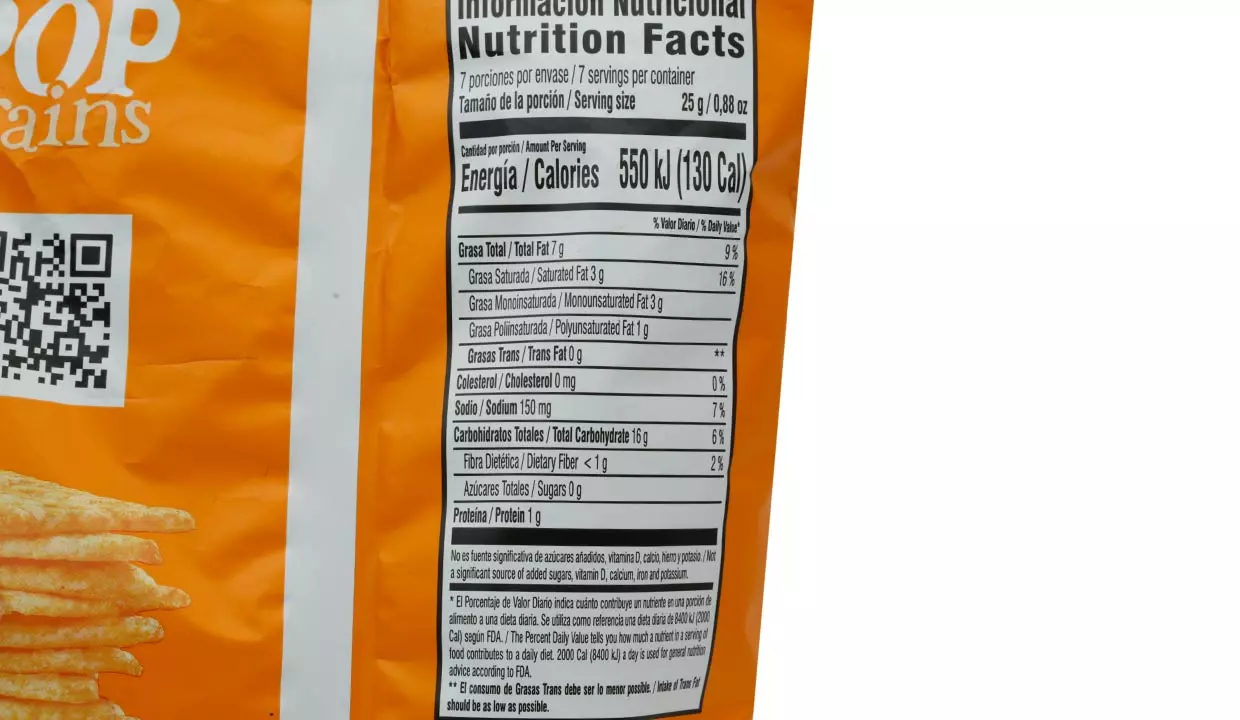 POP
rains
Información Nutricional
Nutrition Facts
7 porciones por envase / 7 servings per container
Tamaño de la porción / Serving size 25 g / 0,88 oz
Cantidad por porción / Amount Per Serving
Energía / Calories 550 kJ (130 Cal)
% Valor Diario / % Daily Value*
Grasa Total / Total Fat 7 g 9 %
Grasa Saturada / Saturated Fat 3 g 16 %
Grasa Monoinsaturada / Monounsaturated Fat 3 g
Grasa Poliinsaturada / Polyunsaturated Fat 1 g
Grasas Trans / Trans Fat 0 g **
Colesterol / Cholesterol 0 mg 0 %
Sodio / Sodium 150 mg 7 %
Carbohidratos Totales / Total Carbohydrate 16 g 6 %
Fibra Dietética / Dietary Fiber < 1 g 2 %
Azúcares Totales / Sugars 0 g
Proteína / Protein 1 g
No es fuente significativa de azúcares añadidos, vitamina D, calcio, hierro y potasio. / Not
a significant source of added sugars, vitamin D, calcium, iron and potassium.
* El Porcentaje de Valor Diario indica cuánto contribuye un nutriente en una porción de
alimento a una dieta diaria. Se utiliza como referencia una dieta diaria de 8400 kJ (2000
Cal) según FDA. / The Percent Daily Value tells you how much a nutrient in a serving of
food contributes to a daily diet. 2000 Cal (8400 kJ) a day is used for general nutrition
advice according to FDA.
** El consumo de Grasas Trans debe ser lo menor posible. / Intake of Trans Fat
should be as low as possible.